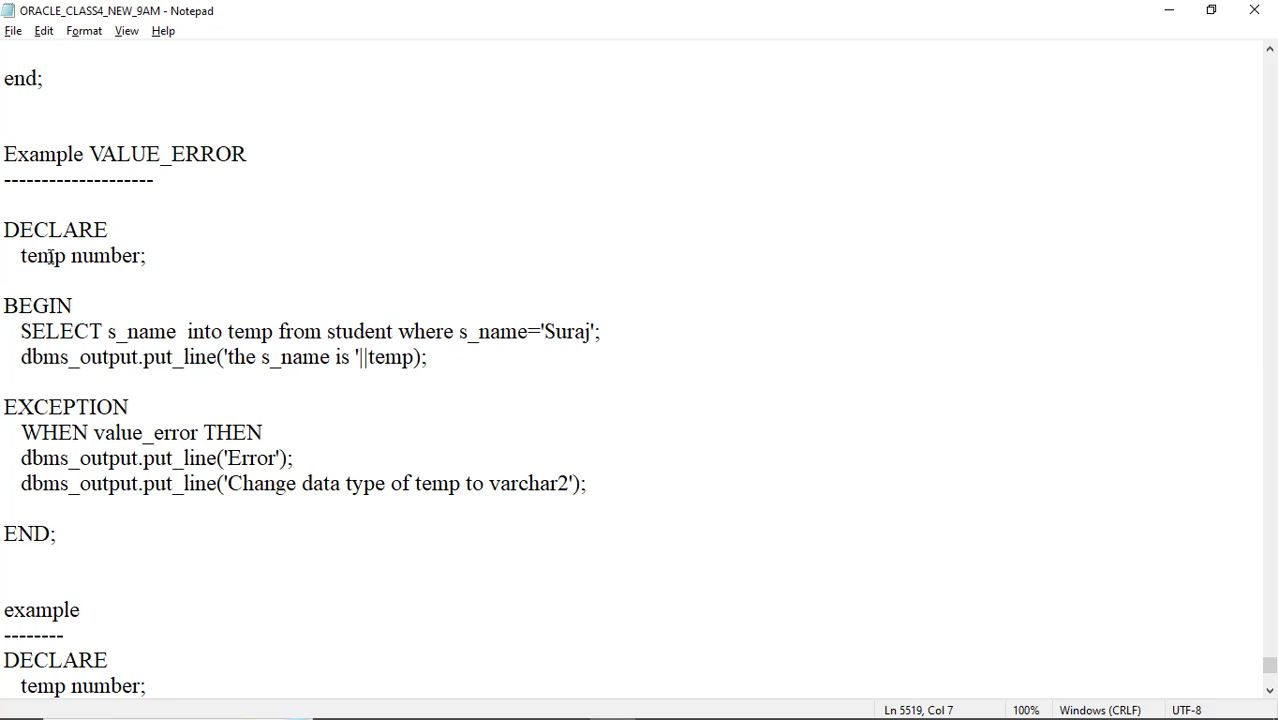 ORACLE_CLASS4_NEW_9AM - Notepad
File Edit Format View Help
end;
Example VALUE_ERROR
--------------------
DECLARE
temp number;
BEGIN
SELECT s_name  into temp from student where s_name='Suraj';
dbms_output.put_line('the s_name is '||temp);
EXCEPTION
WHEN value_error THEN
dbms_output.put_line('Error');
dbms_output.put_line('Change data type of temp to varchar2');
END;
example
--------
DECLARE
temp number;
Ln 5519, Col 7 100% Windows (CRLF) UTF-8